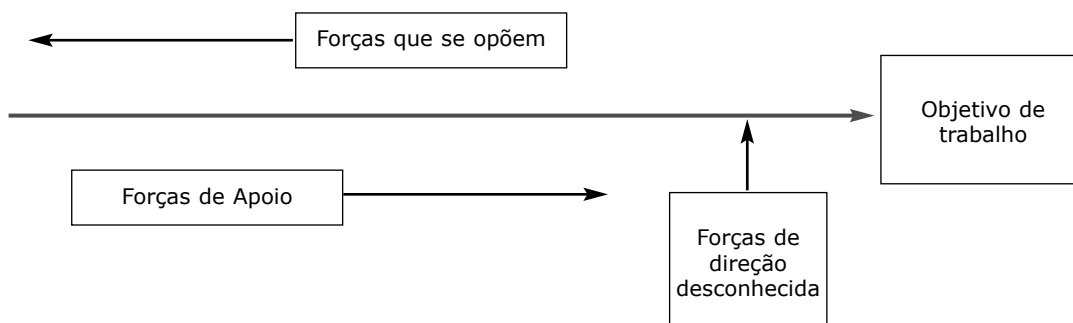 Forças que se opõem
Objetivo de
trabalho
Forças de Apoio
Forças de
direção
desconhecida